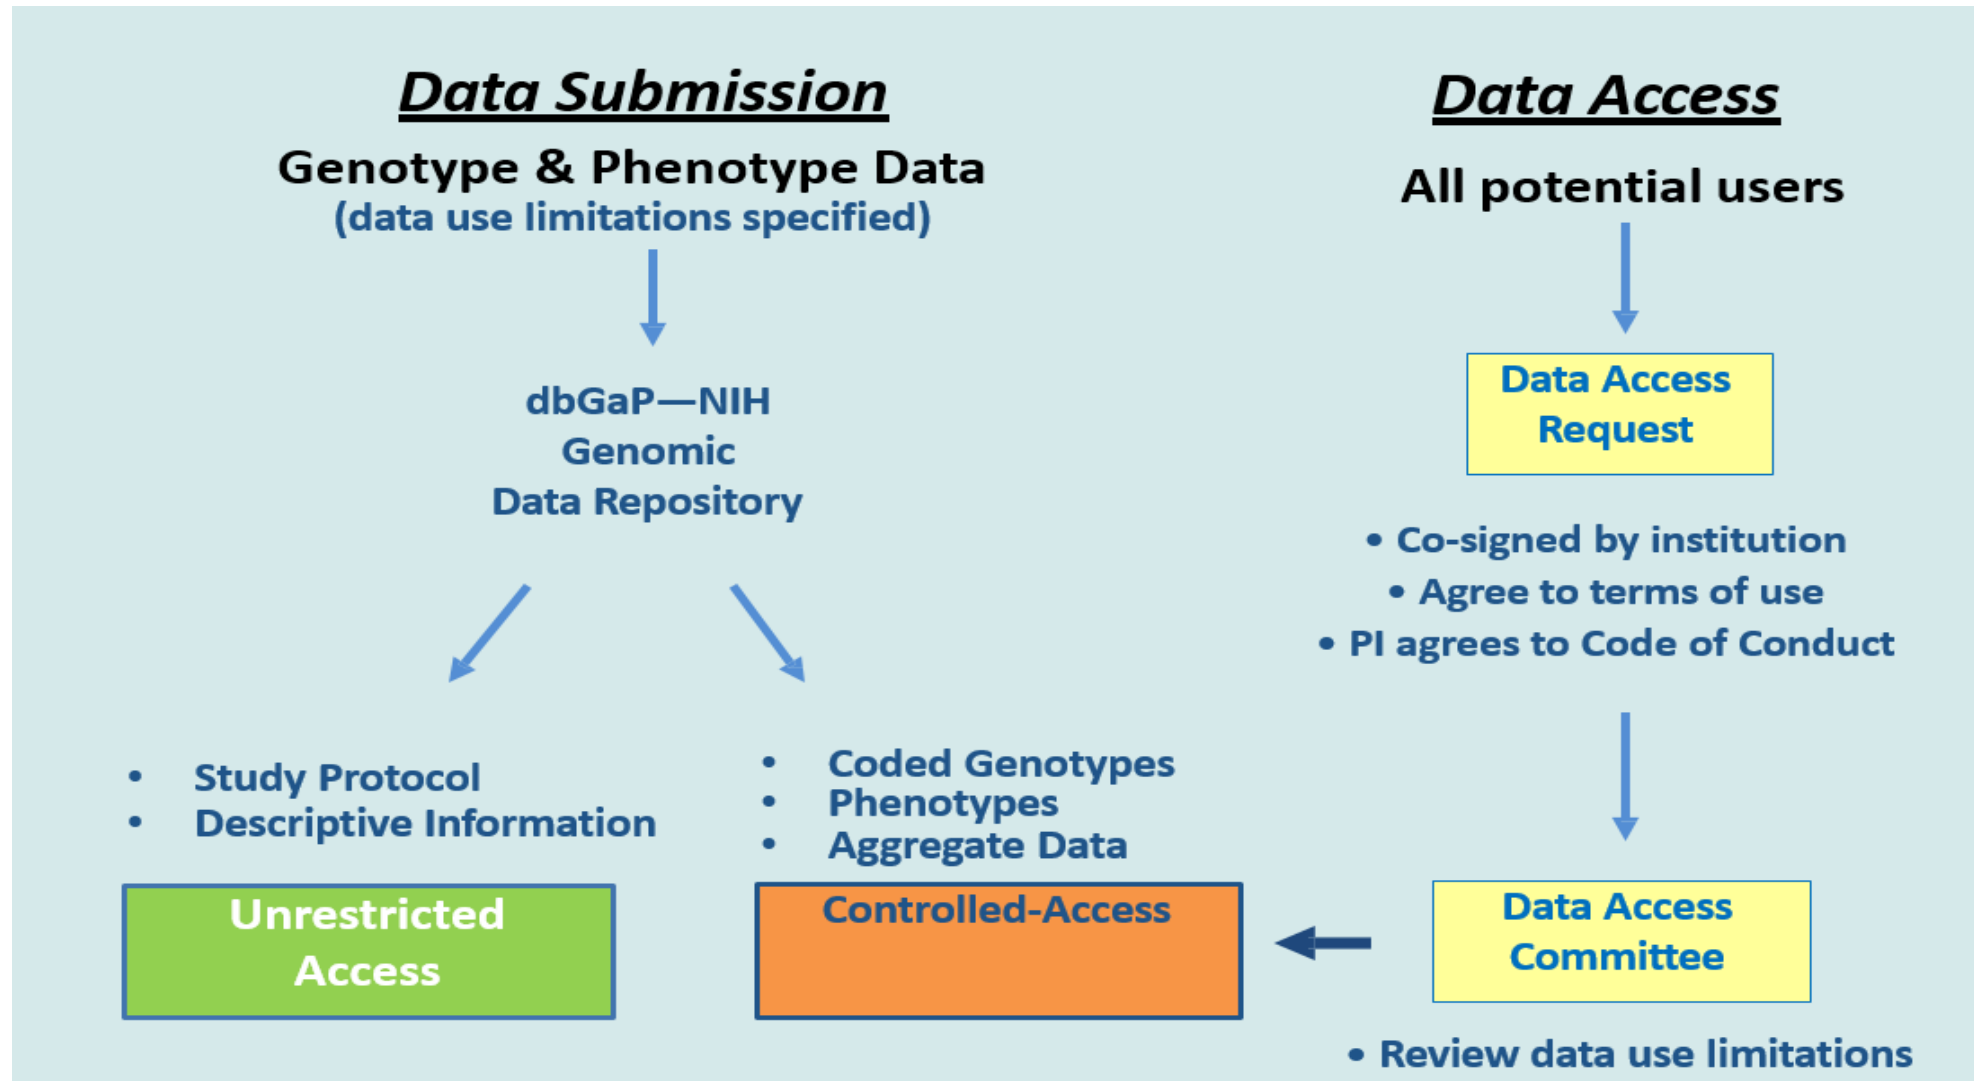 Data Submission
Genotype & Phenotype Data
(data use limitations specified)
dbGaP—NIH
Genomic
Data Repository
• Study Protocol
• Descriptive Information
Unrestricted
Access
• Coded Genotypes
• Phenotypes
• Aggregate Data
Controlled-Access
Data Access
All potential users
Data Access
Request
• Co-signed by institution
• Agree to terms of use
• PI agrees to Code of Conduct
Data Access
Committee
• Review data use limitations